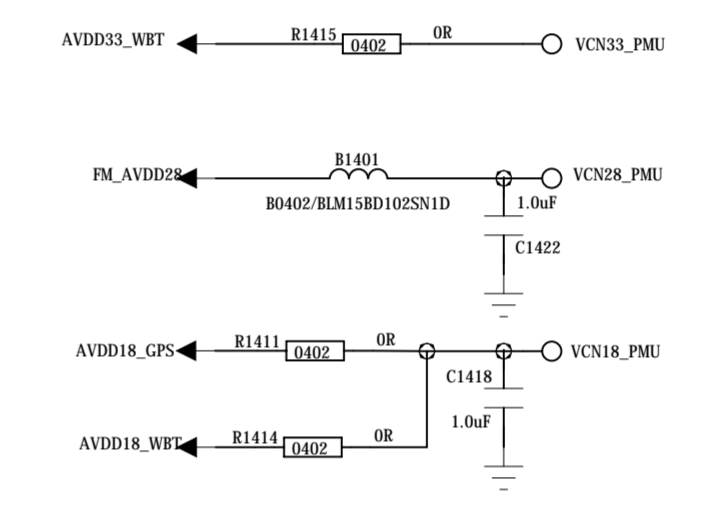 AVDD33_WBT R1415 0402 0R VCN33_PMU
B1401
FM_AVDD28 VCN28_PMU
B0402/BLM15BD102SN1D 1.0uF
C1422
AVDD18_GPS R1411 0402 0R VCN18_PMU
C1418
1.0uF
AVDD18_WBT R1414 0402 0R